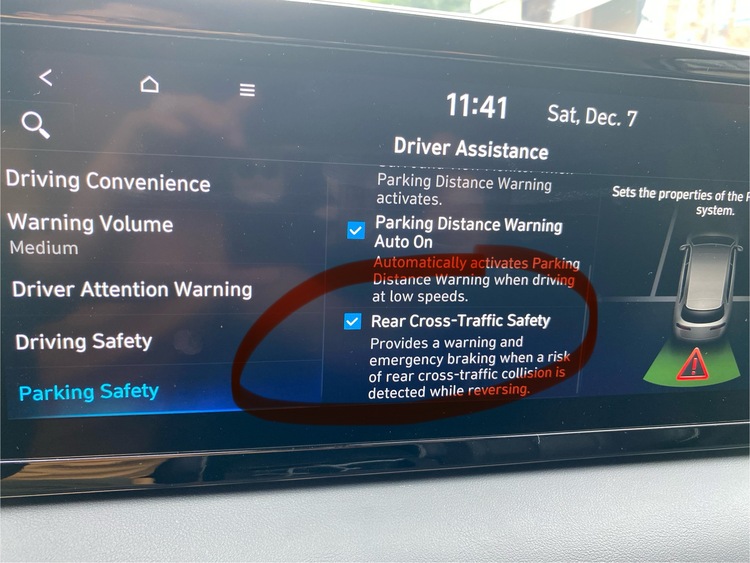 11:41 Sat, Dec. 7
Driver Assistance
Driving Convenience
Warning Volume
Medium
Driver Attention Warning
Driving Safety
Parking Safety
Parking Distance Warning
activates.
Parking Distance Warning
Auto On
Automatically activates Parking
Distance Warning when driving
at low speeds.
Rear Cross-Traffic Safety
Provides a warning and
emergency braking when a risk
of rear cross-traffic collision is
detected while reversing.
Sets the properties of the
system.